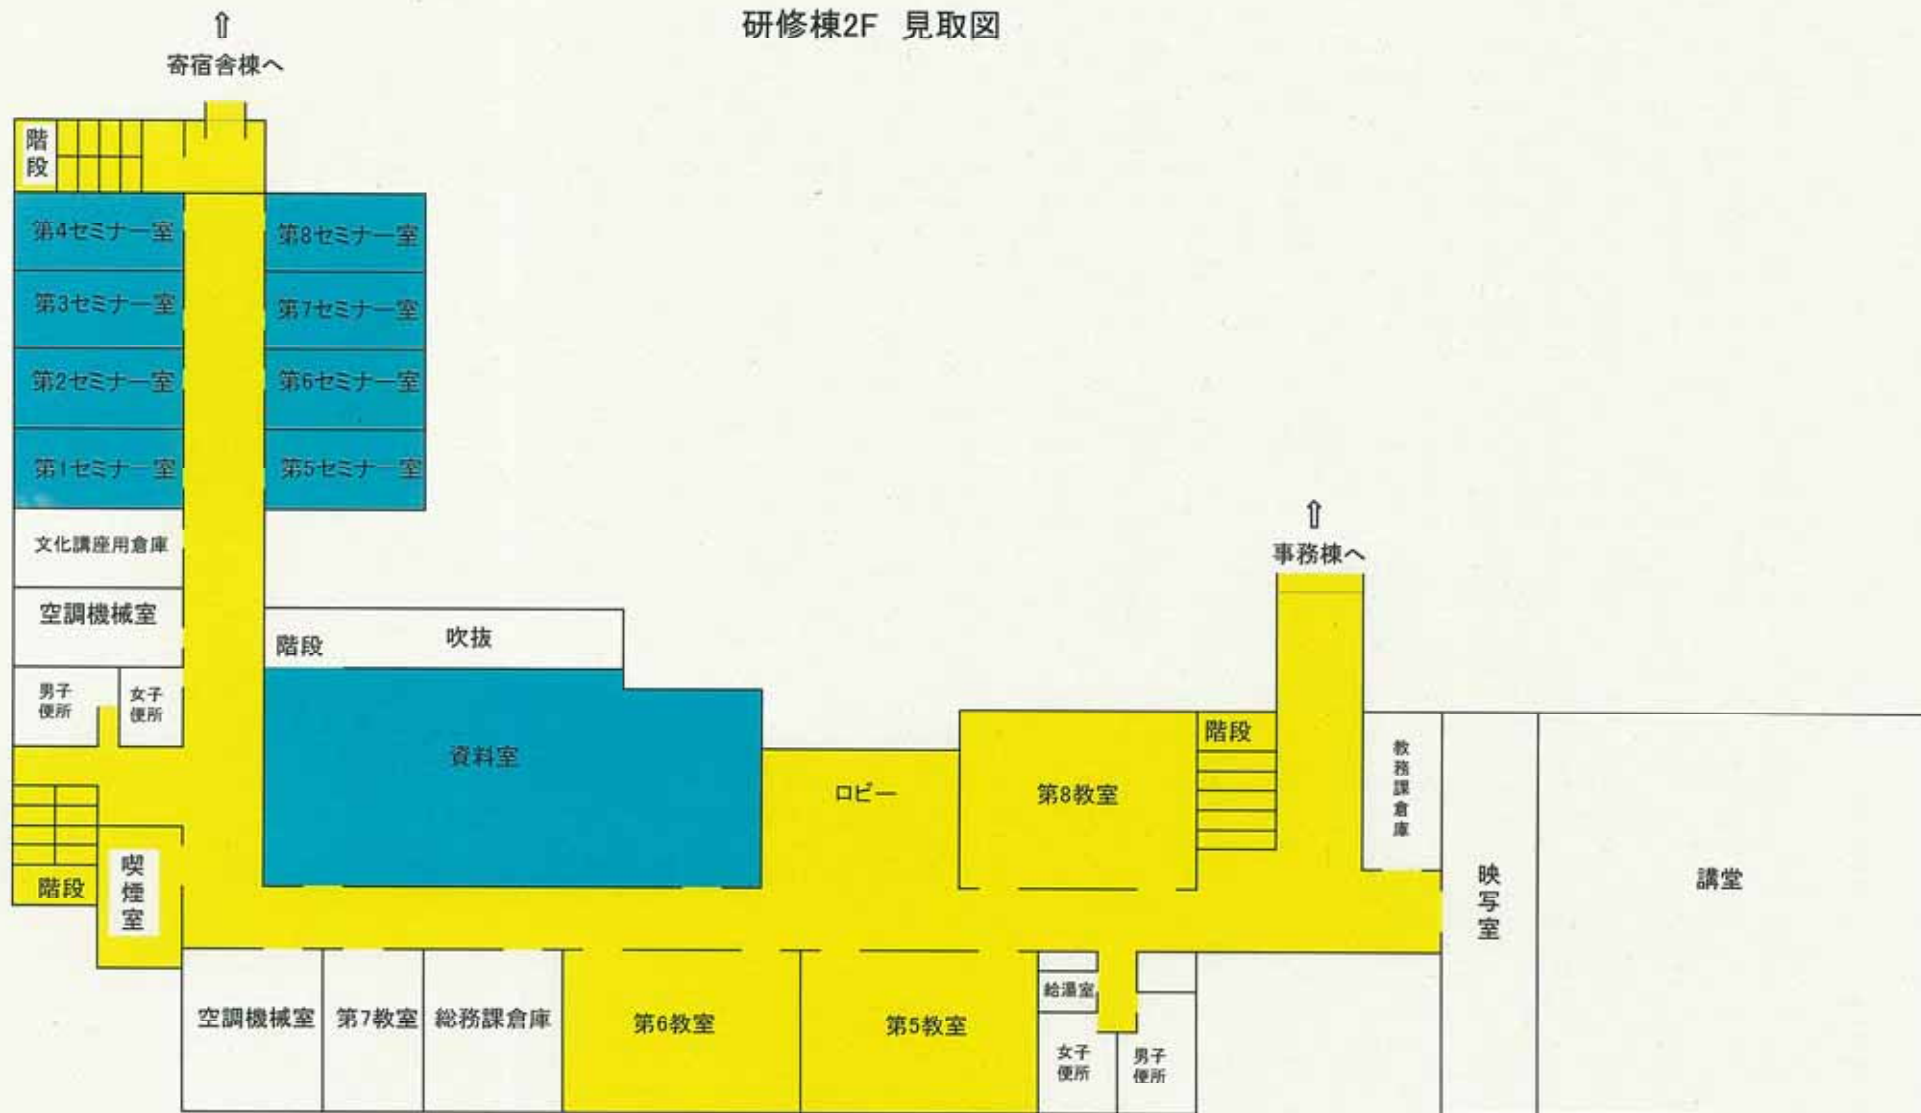 研修棟2F 見取図
⇧
寄宿舎棟へ
階段
第4セミナー室
第8セミナー室
第3セミナー室
第7セミナー室
第2セミナー室
第6セミナー室
第1セミナー室
第5セミナー室
文化講座用倉庫
空調機械室
階段
吹抜
男子
便所
女子
便所
資料室
階段
喫煙室
ロビー
第8教室
階段
⇧
事務棟へ
教務課倉庫
映写室
講堂
空調機械室
第7教室
総務課倉庫
第6教室
第5教室
給湯室
女子
便所
男子
便所